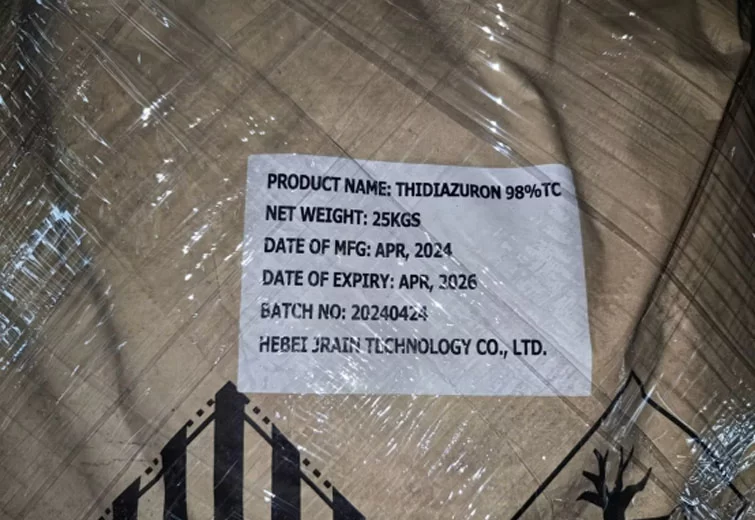 PRODUCT NAME: THIDIAZURON 98%TC
NET WEIGHT: 25KGS
DATE OF MFG: APR, 2024
DATE OF EXPIRY: APR, 2026
BATCH NO: 20240424
HEBEI TECHNOLOGY CO., LTD.